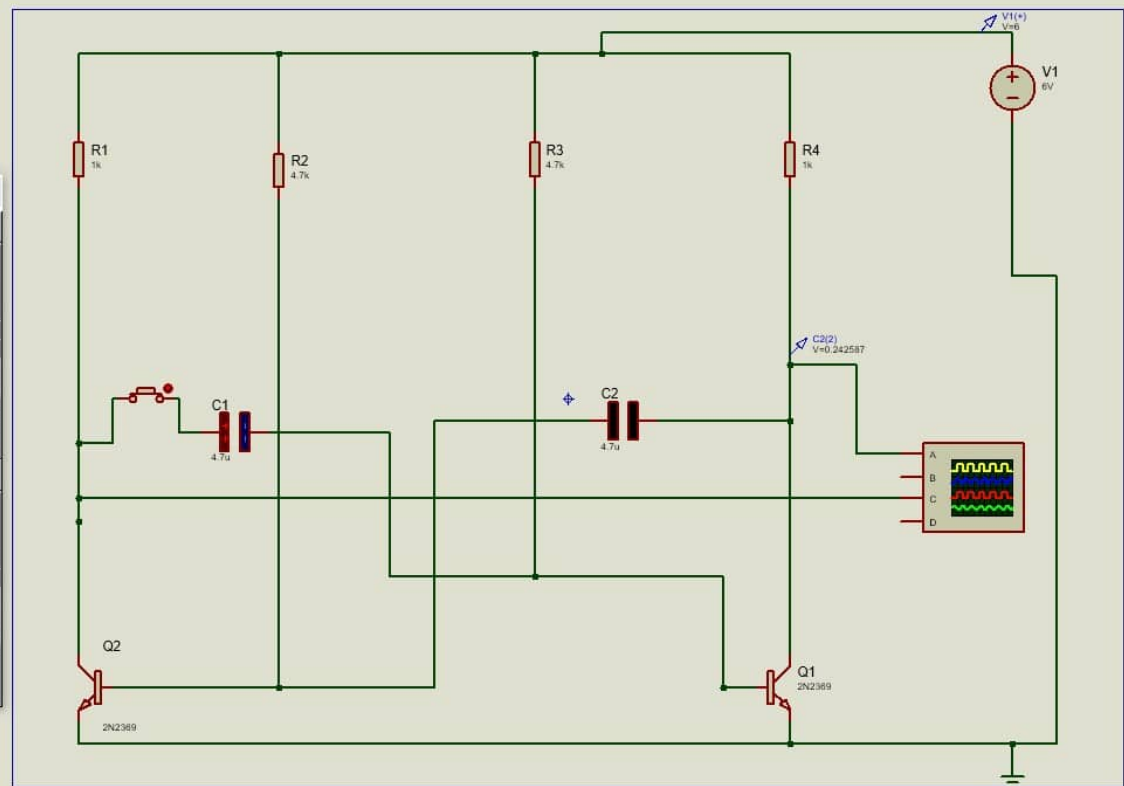 V1(+)
V=6
V1
6V
R1
1k
R2
4.7k
R3
4.7k
R4
1k
C2(2)
V=0.242587
C1
4.7u
C2
4.7u
A
B
C
D
Q2
2N2369
Q1
2N2369